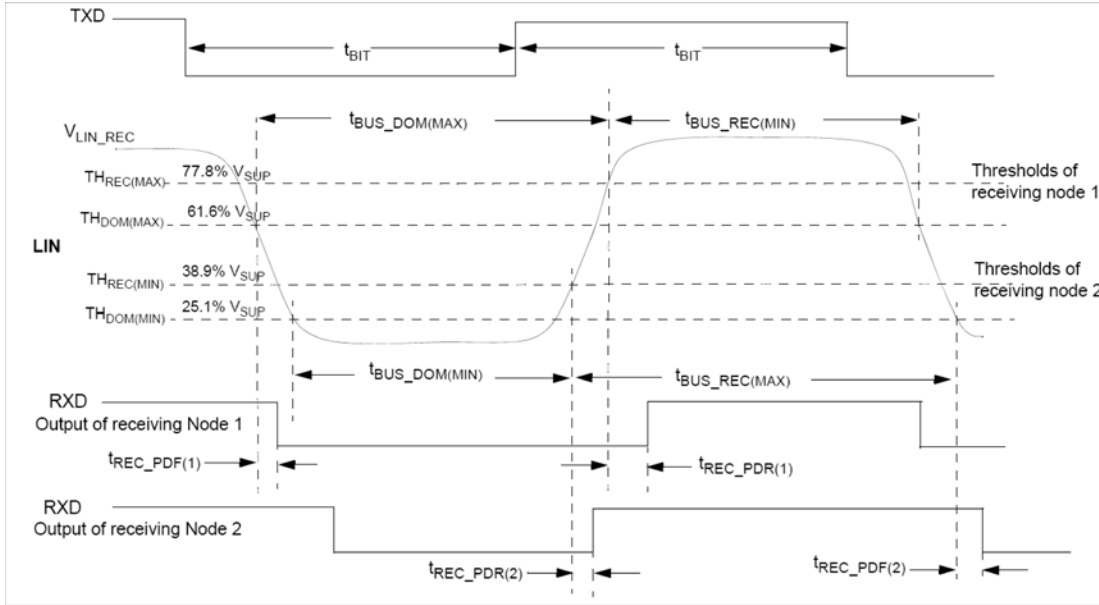 TXD
tBIT
tBIT
tBUS_DOM(MAX)
tBUS_REC(MIN)
VLIN_REC
THREC(MAX) 77.8% VSUP
Thresholds of
receiving node 1
THDOM(MAX) 61.6% VSUP
LIN
THREC(MIN) 38.9% VSUP
Thresholds of
receiving node 2
THDOM(MIN) 25.1% VSUP
tBUS_DOM(MIN)
tBUS_REC(MAX)
RXD
Output of receiving Node 1
tREC_PDF(1)
tREC_PDR(1)
RXD
Output of receiving Node 2
tREC_PDR(2)
tREC_PDF(2)